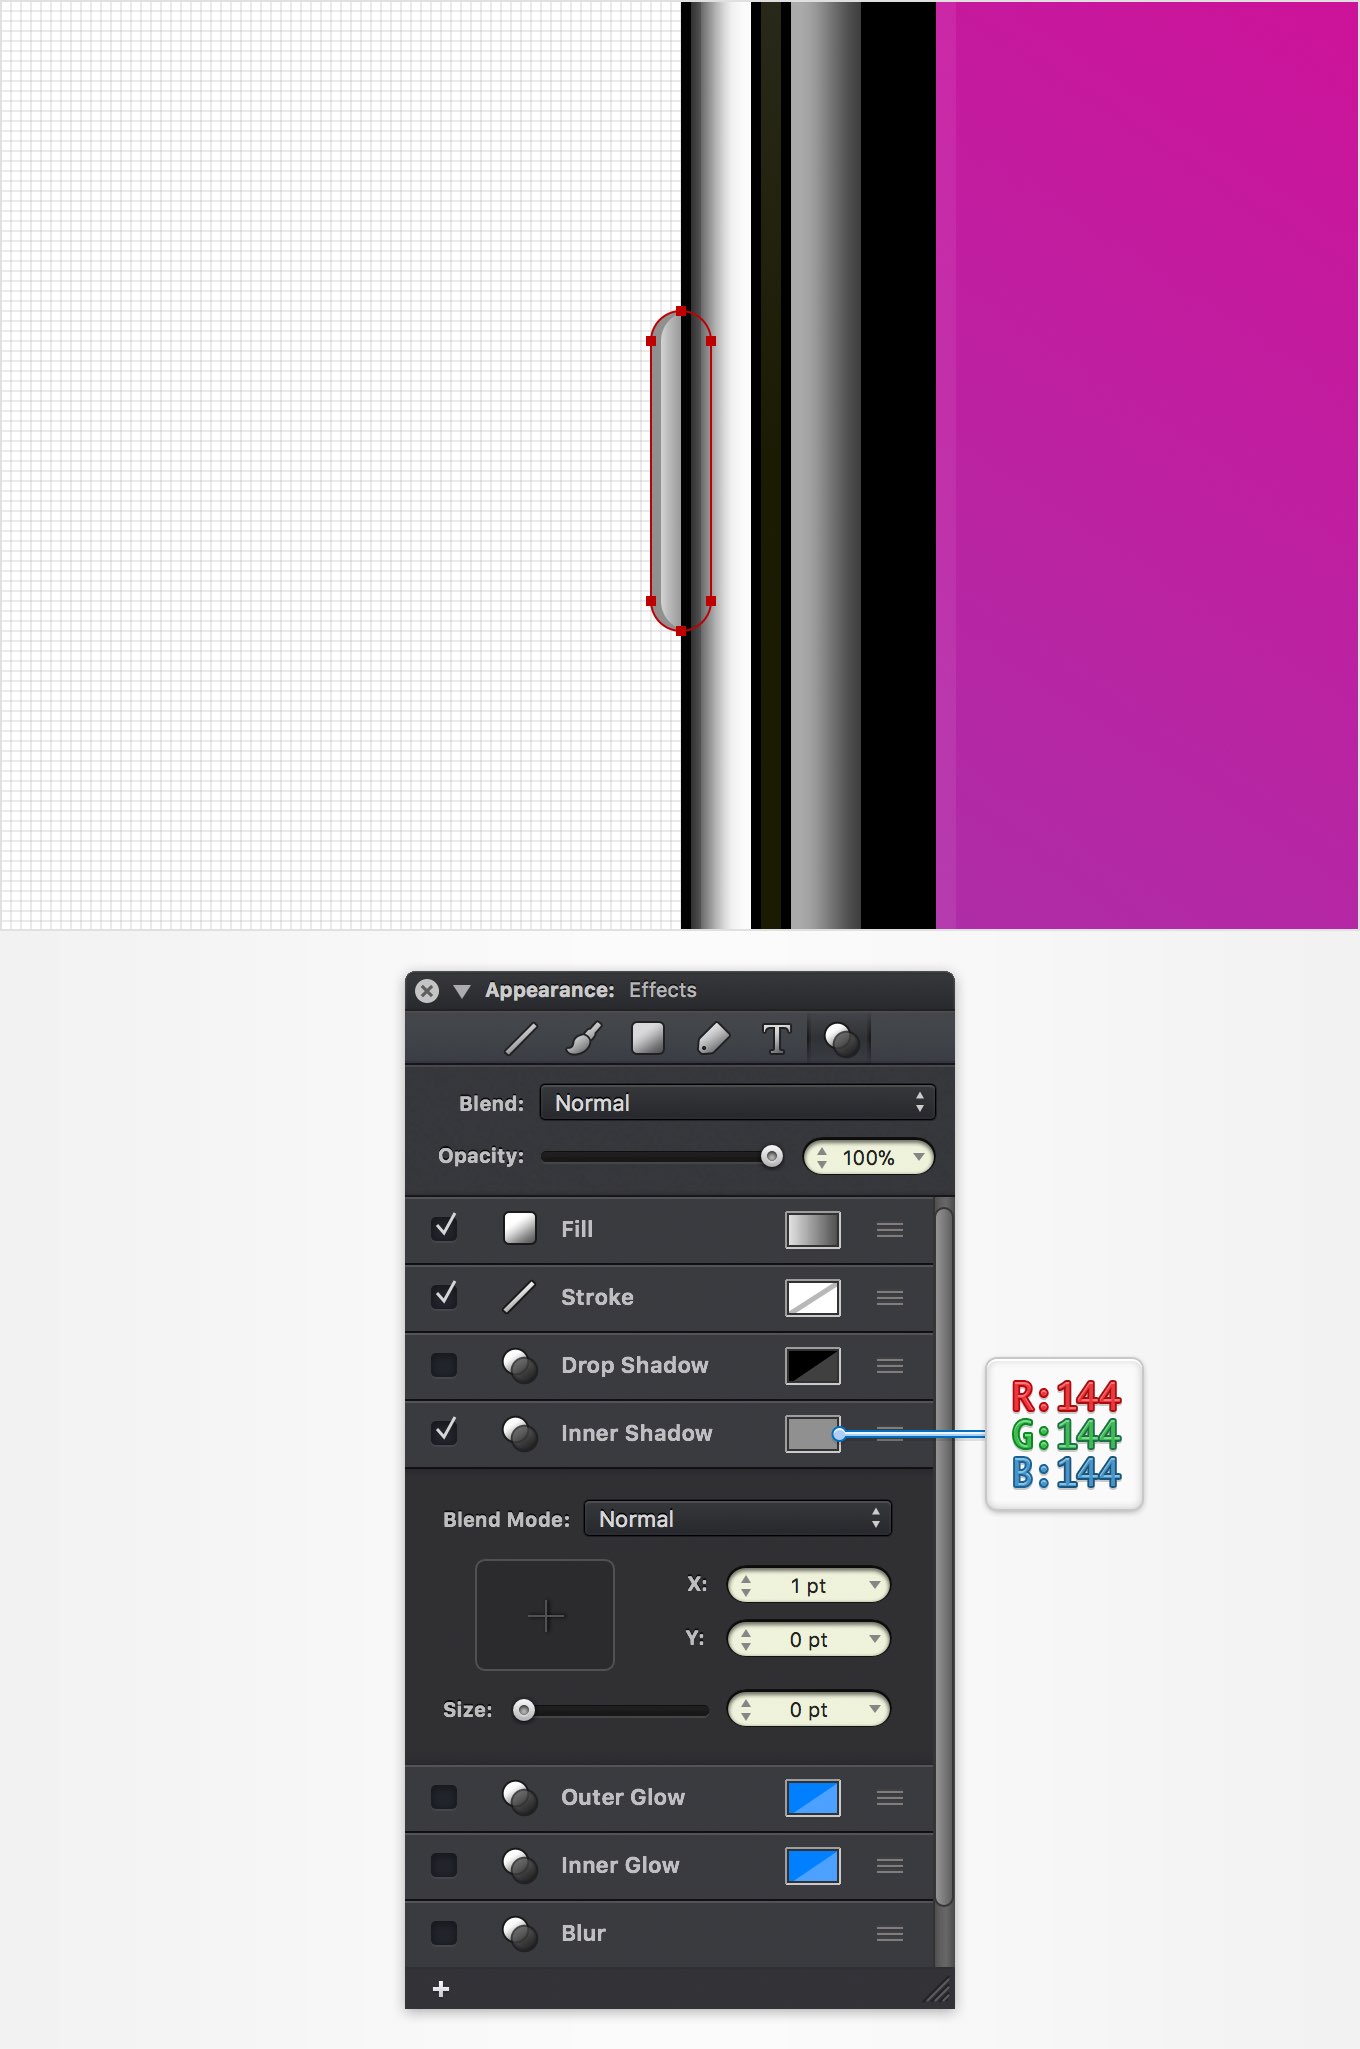 Appearance: Effects
T
Blend: Normal
Opacity: 100%
Fill
Stroke
Drop Shadow
Inner Shadow
R:144
G:144
B:144
Blend Mode: Normal
X: 1 pt
Y: 0 pt
Size: 0 pt
Outer Glow
Inner Glow
Blur